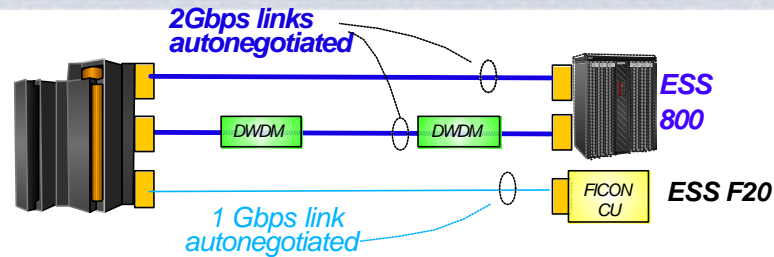 2Gbps links
autonegotiated
ESS
800
DWDM
DWDM
FICON
CU
ESS F20
1 Gbps link
autonegotiated